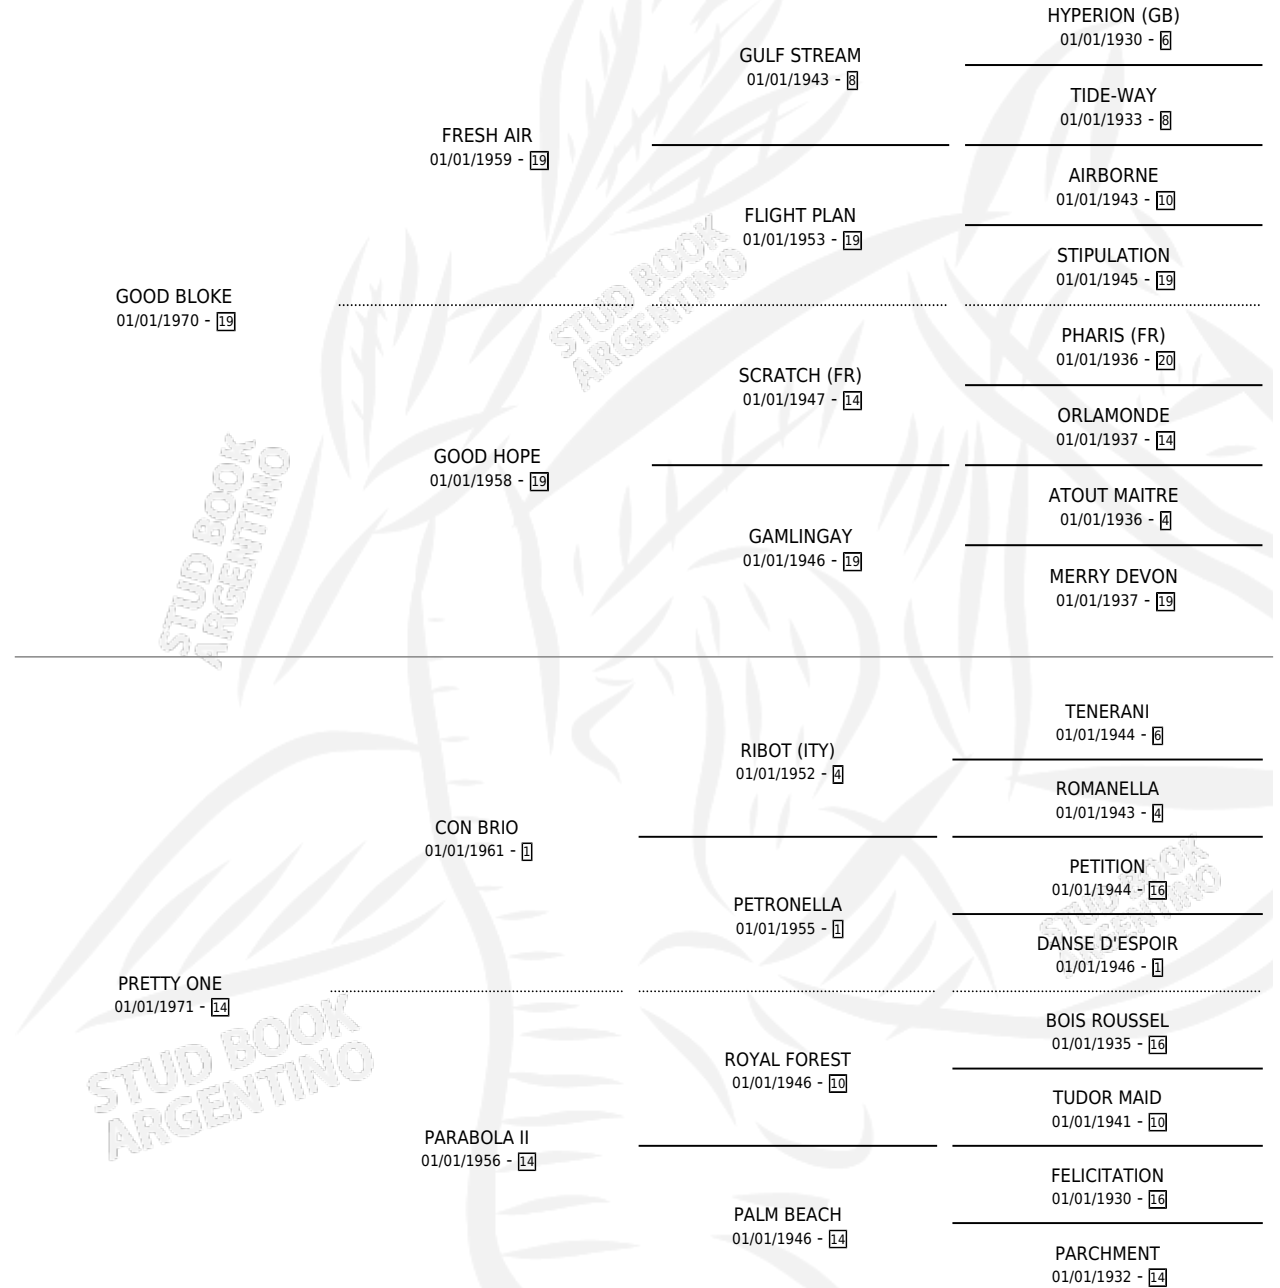 HYPERION (GB)
01/01/1930 - 6
GULF STREAM
01/01/1943 - 8
TIDE-WAY
01/01/1933 - 8
FRESH AIR
01/01/1959 - 19
AIRBORNE
01/01/1943 - 10
FLIGHT PLAN
01/01/1953 - 19
STIPULATION
01/01/1945 - 19
GOOD BLOKE
01/01/1970 - 19
STUD BOOK
ARGENTINO
PHARIS (FR)
01/01/1936 - 20
SCRATCH (FR)
01/01/1947 - 14
ORLAMONDE
01/01/1937 - 14
GOOD HOPE
01/01/1958 - 19
ATOUT MAITRE
01/01/1936 - 4
GAMLINGAY
01/01/1946 - 19
MERRY DEVON
01/01/1937 - 19
STUD BOOK
ARGENTINO
TENERANI
01/01/1944 - 6
RIBOT (ITY)
01/01/1952 - 4
ROMANELLA
01/01/1943 - 4
CON BRIO
01/01/1961 - 1
PETITION
01/01/1944 - 16
PETRONELLA
01/01/1955 - 1
STUD BOOK
ARGENTINO
DANSE D'ESPOIR
01/01/1946 - 1
PRETTY ONE
01/01/1971 - 14
BOIS ROUSSEL
01/01/1935 - 16
ROYAL FOREST
01/01/1946 - 10
STUD BOOK
ARGENTINO
TUDOR MAID
01/01/1941 - 10
PARABOLA II
01/01/1956 - 14
FELICITATION
01/01/1930 - 16
PALM BEACH
01/01/1946 - 14
PARCHMENT
01/01/1932 - 14